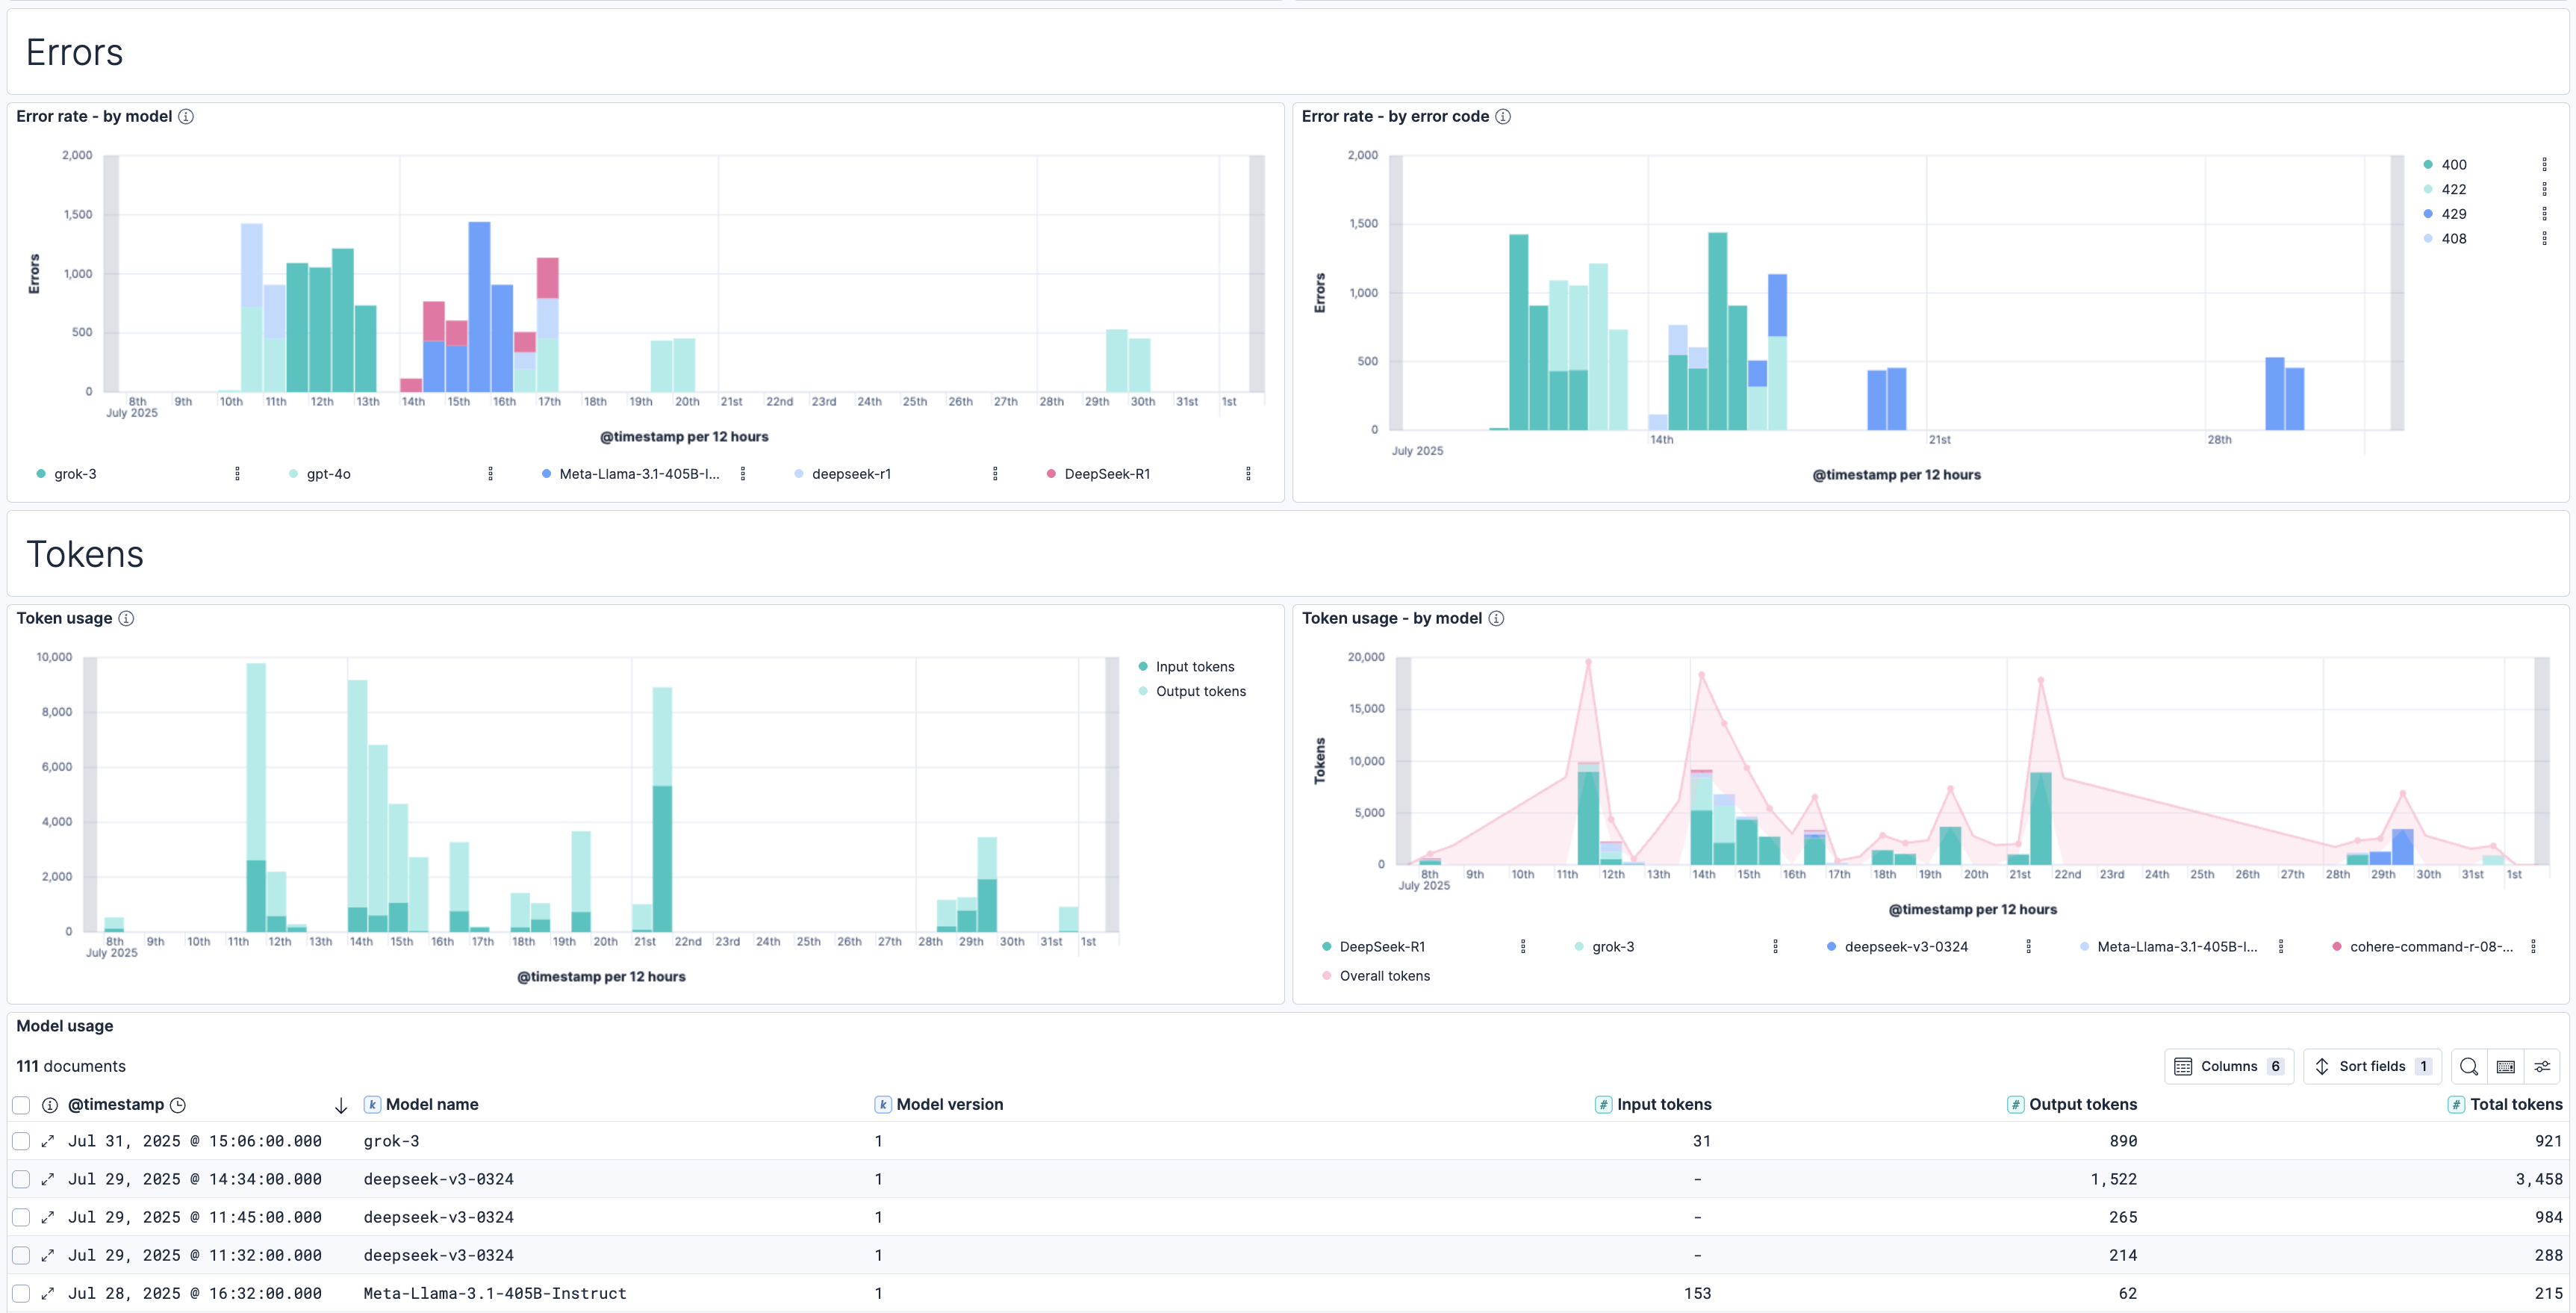 Errors
Error rate - by model
Error rate - by error code
2,000
1,500
1,000
500
0
Errors
8th 9th 10th 11th 12th 13th 14th 15th 16th 17th 18th 19th 20th 21st 22nd 23rd 24th 25th 26th 27th 28th 29th 30th 31st 1st
July 2025
@timestamp per 12 hours
grok-3 gpt-4o Meta-Llama-3.1-405B-I... deepseek-r1 DeepSeek-R1
2,000
1,500
1,000
500
0
Errors
14th 21st 28th
July 2025
@timestamp per 12 hours
400
422
429
408
Tokens
Token usage
Token usage - by model
10,000
8,000
6,000
4,000
2,000
0
8th 9th 10th 11th 12th 13th 14th 15th 16th 17th 18th 19th 20th 21st 22nd 23rd 24th 25th 26th 27th 28th 29th 30th 31st 1st
July 2025
@timestamp per 12 hours
Input tokens
Output tokens
20,000
15,000
10,000
5,000
0
Tokens
8th 9th 10th 11th 12th 13th 14th 15th 16th 17th 18th 19th 20th 21st 22nd 23rd 24th 25th 26th 27th 28th 29th 30th 31st 1st
July 2025
@timestamp per 12 hours
DeepSeek-R1 grok-3 deepseek-v3-0324 Meta-Llama-3.1-405B-I... cohere-command-r-08-...
Overall tokens
Model usage
111 documents
Columns 6 Sort fields 1
@timestamp k Model name k Model version # Input tokens # Output tokens # Total tokens
Jul 31, 2025 @ 15:06:00.000 grok-3 1 31 890 921
Jul 29, 2025 @ 14:34:00.000 deepseek-v3-0324 1 - 1,522 3,458
Jul 29, 2025 @ 11:45:00.000 deepseek-v3-0324 1 - 265 984
Jul 29, 2025 @ 11:32:00.000 deepseek-v3-0324 1 - 214 288
Jul 28, 2025 @ 16:32:00.000 Meta-Llama-3.1-405B-Instruct 1 153 62 215